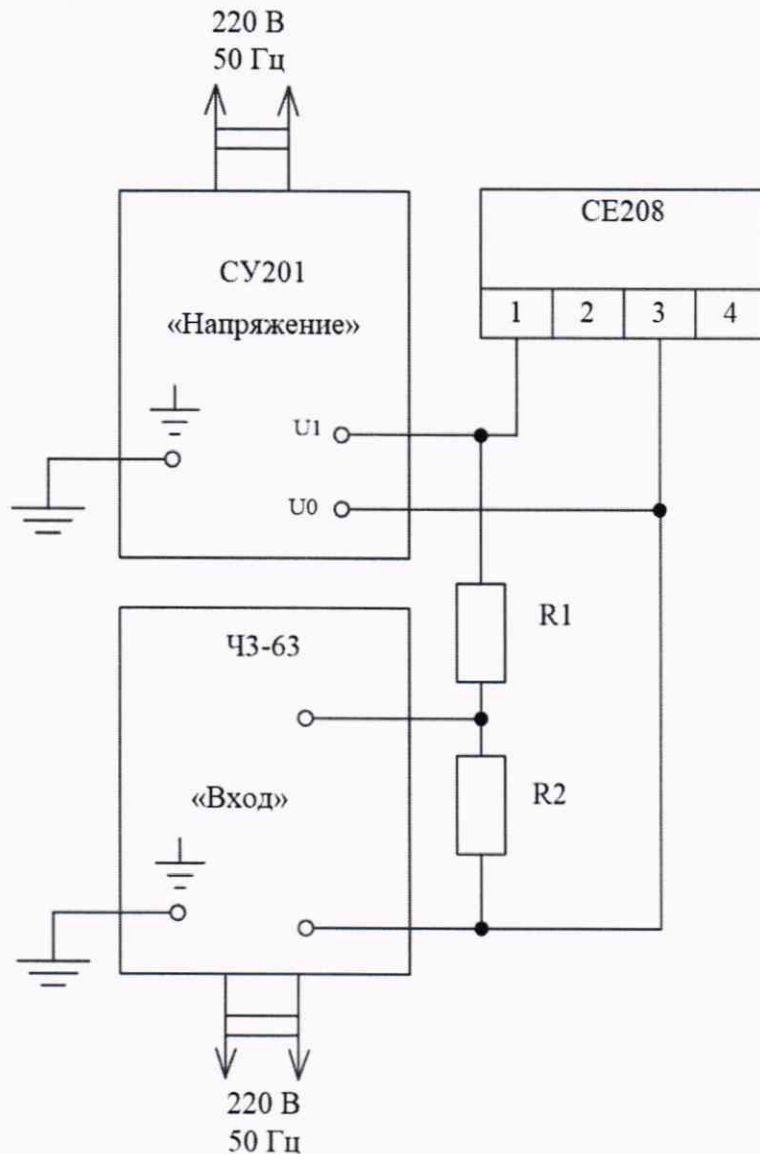 220 В
50 Гц
СУ201
«Напряжение»
U1
U0
СЕ208
1 2 3 4
R1
ЧЗ-63
«Вход»
R2
220 В
50 Гц